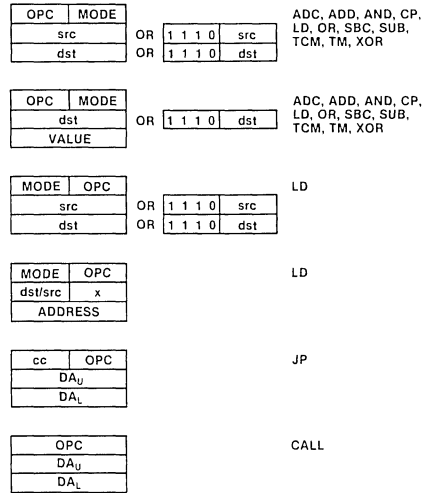 OPC MODE ADC, ADD, AND, CP,
src OR 1 1 1 0 src LD, OR, SBC, SUB,
dst OR 1 1 1 0 dst TCM, TM, XOR
OPC MODE ADC, ADD, AND, CP,
dst OR 1 1 1 0 dst LD, OR, SBC, SUB,
VALUE TCM, TM, XOR
MODE OPC LD
src OR 1 1 1 0 src
dst OR 1 1 1 0 dst
MODE OPC LD
dst/src x
ADDRESS
cc OPC JP
DAU
DAL
OPC CALL
DAU
DAL